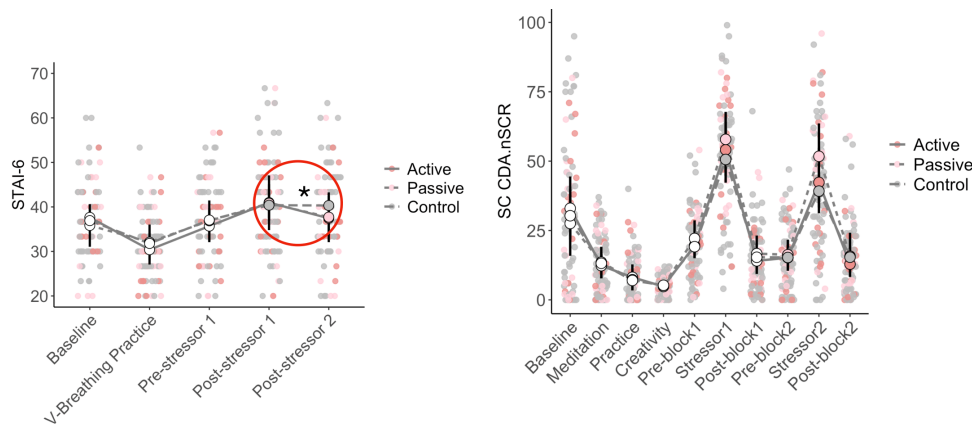 STAI-6
70
60
50
40
30
20
*
Baseline
V-Breathing Practice
Pre-stressor 1
Post-stressor 1
Post-stressor 2
Active
Passive
Control
SC CDA.nSCR
100
75
50
25
0
Baseline
Meditation
Practice
Creativity
Pre-block1
Stressor1
Post-block1
Pre-block2
Stressor2
Post-block2
Active
Passive
Control